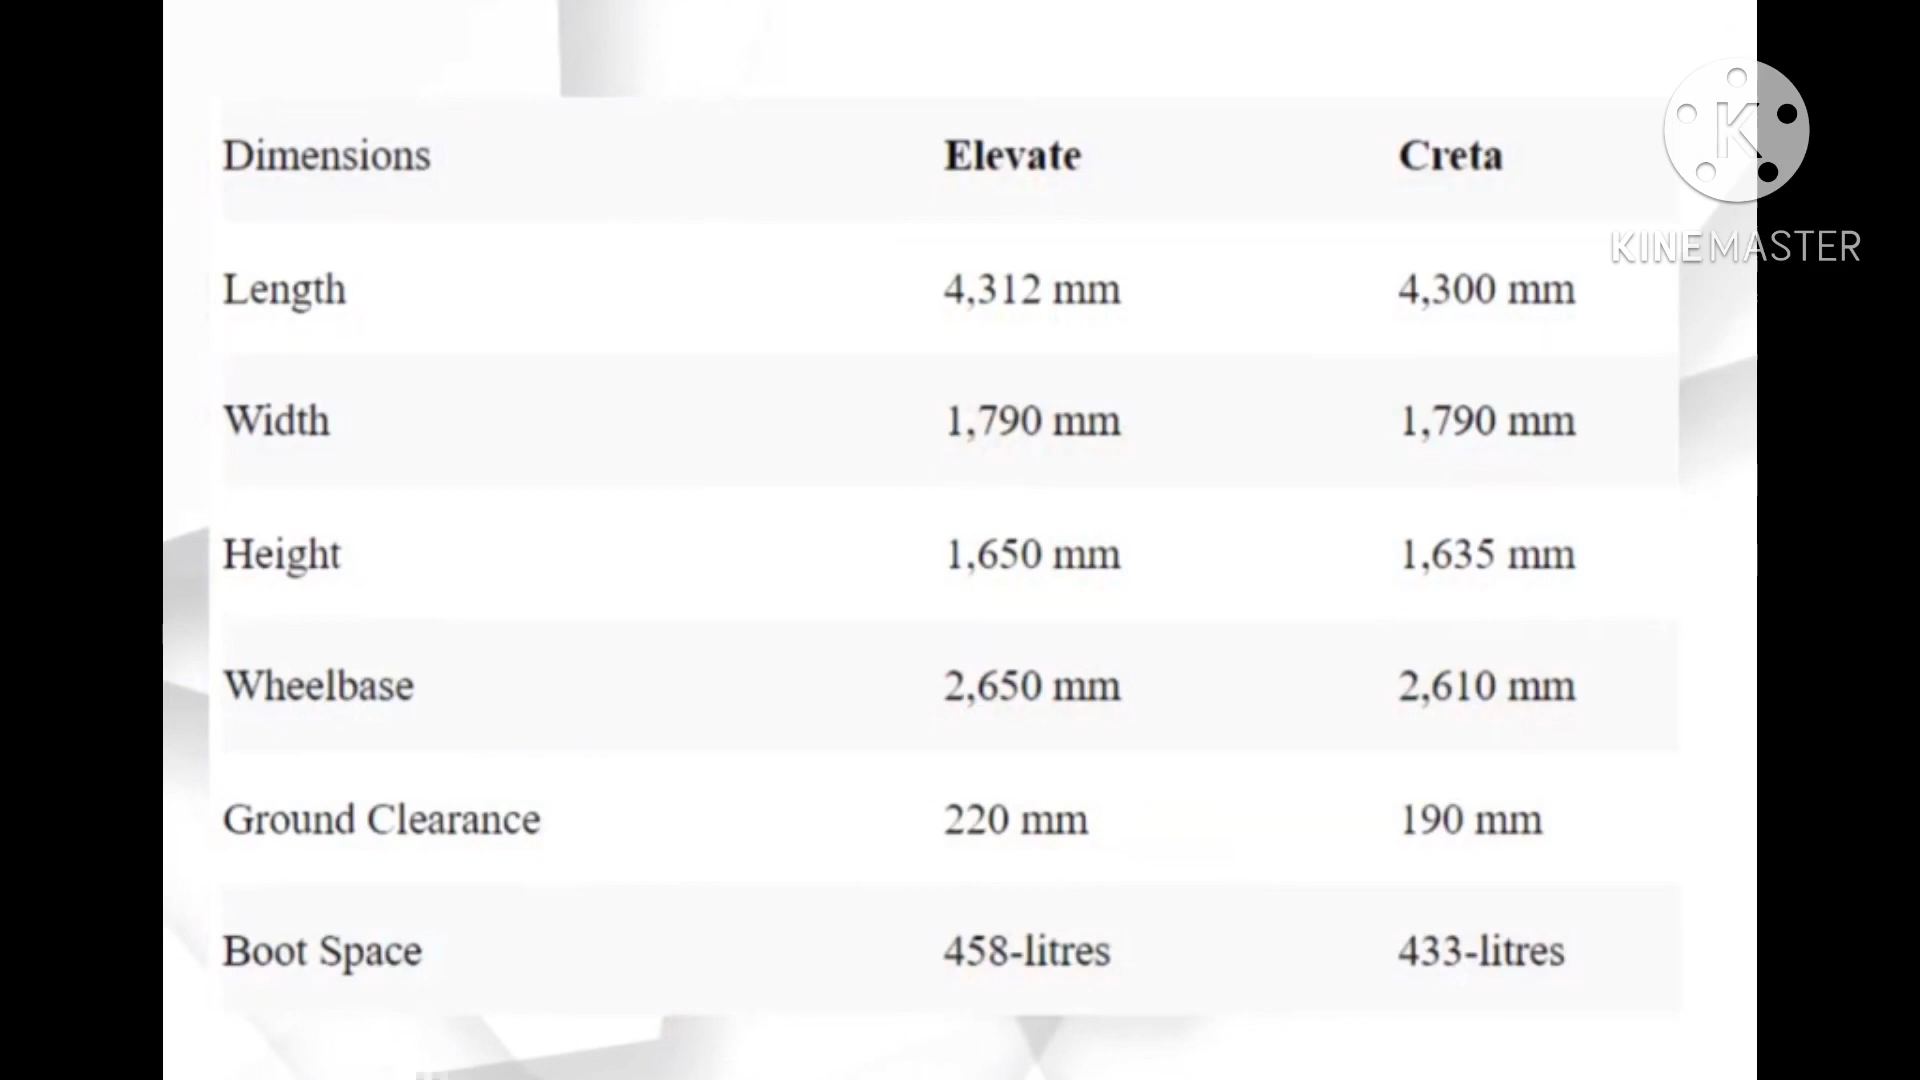 Dimensions Elevate Creta
Length 4,312 mm 4,300 mm
Width 1,790 mm 1,790 mm
Height 1,650 mm 1,635 mm
Wheelbase 2,650 mm 2,610 mm
Ground Clearance 220 mm 190 mm
Boot Space 458-litres 433-litres
K
KINEMASTER